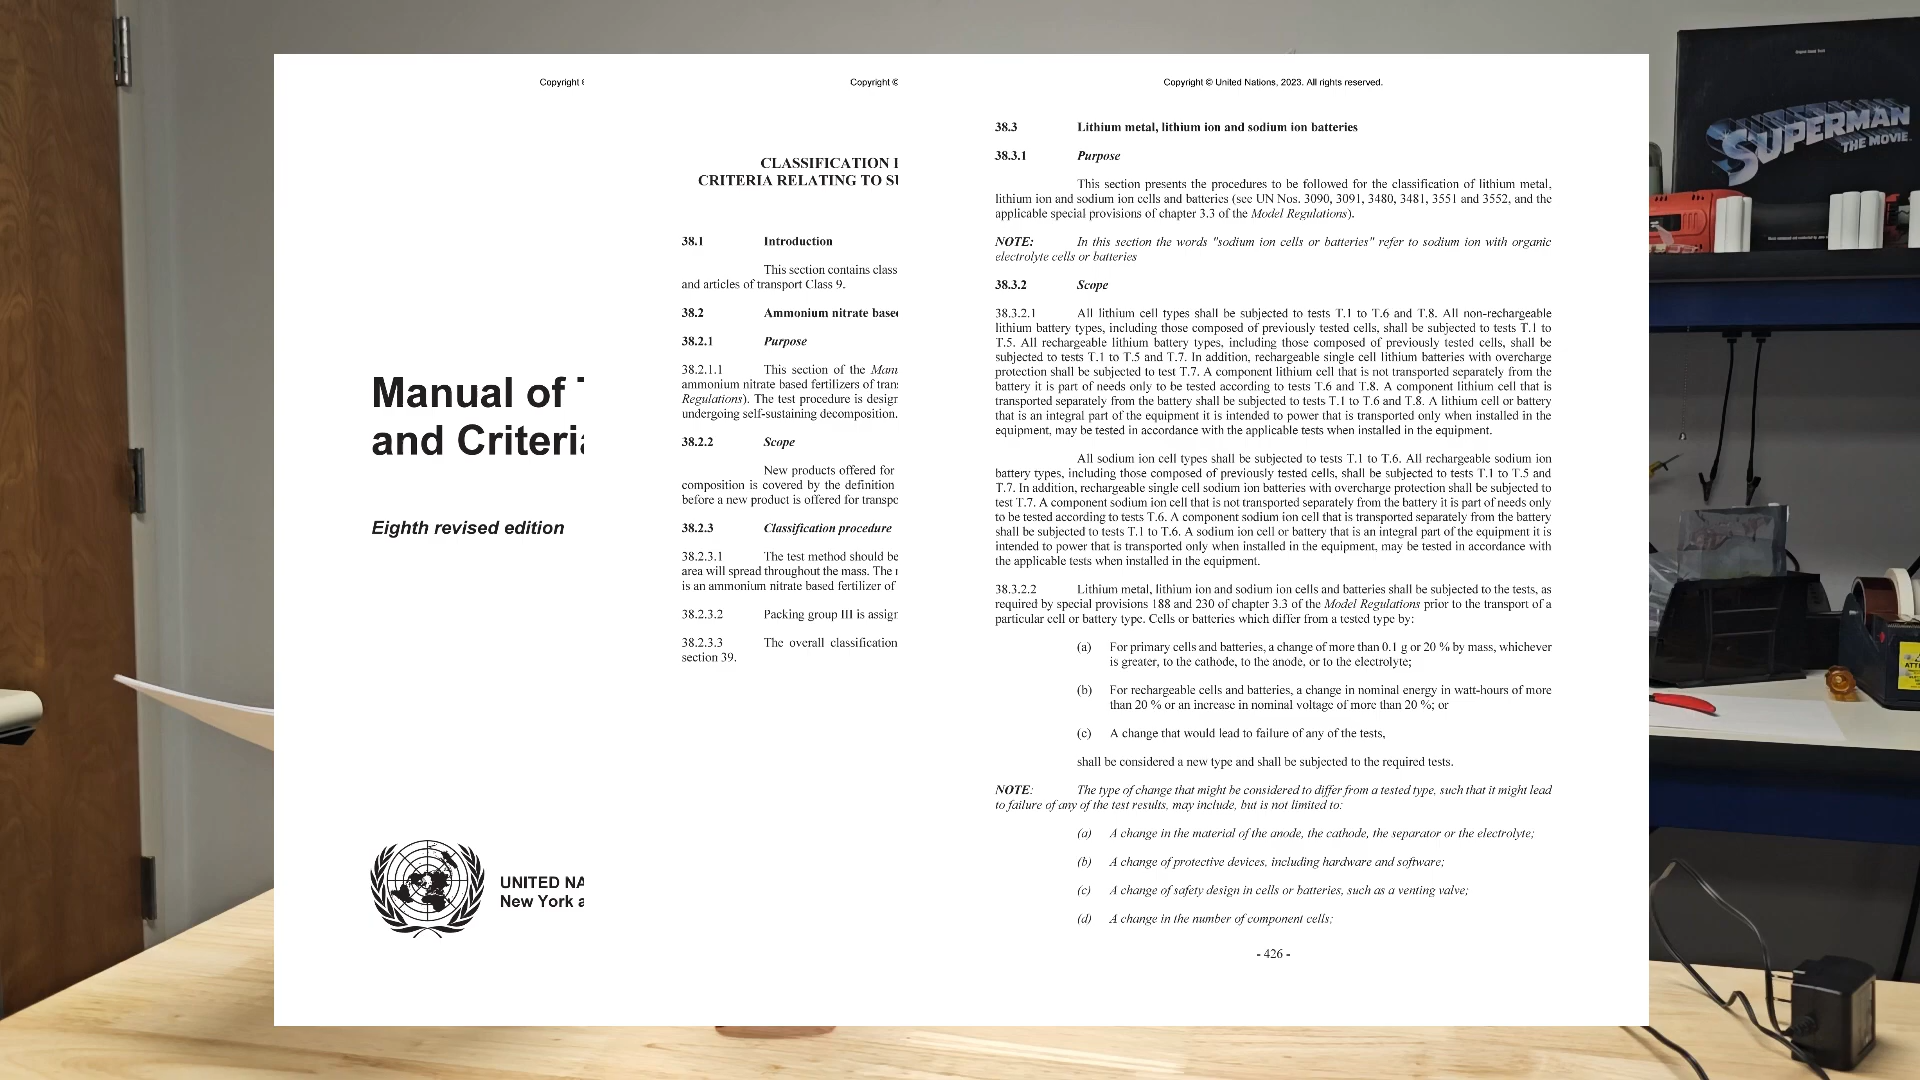 Copyright ©
Manual of
and Criteria
Eighth revised edition
UNITED NA
New York a
Copyright ©
CLASSIFICATION
CRITERIA RELATING TO SU
38.1 Introduction
This section contains class
and articles of transport Class 9.
38.2 Ammonium nitrate based
38.2.1 Purpose
38.2.1.1 This section of the Manu
ammonium nitrate based fertilizers of tran
Regulations). The test procedure is design
undergoing self-sustaining decomposition.
38.2.2 Scope
New products offered for
composition is covered by the definition
before a new product is offered for transpo
38.2.3 Classification procedure
38.2.3.1 The test method should be
area will spread throughout the mass. The
is an ammonium nitrate based fertilizer of
38.2.3.2 Packing group III is assign
38.2.3.3 The overall classification
section 39.
Copyright © United Nations, 2023. All rights reserved.
38.3 Lithium metal, lithium ion and sodium ion batteries
38.3.1 Purpose
This section presents the procedures to be followed for the classification of lithium metal,
lithium ion and sodium ion cells and batteries (see UN Nos. 3090, 3091, 3480, 3481, 3551 and 3552, and the
applicable special provisions of chapter 3.3 of the Model Regulations).
NOTE: In this section the words "sodium ion cells or batteries" refer to sodium ion with organic
electrolyte cells or batteries
38.3.2 Scope
38.3.2.1 All lithium cell types shall be subjected to tests T.1 to T.6 and T.8. All non-rechargeable
lithium battery types, including those composed of previously tested cells, shall be subjected to tests T.1 to
T.5. All rechargeable lithium battery types, including those composed of previously tested cells, shall be
subjected to tests T.1 to T.5 and T.7. In addition, rechargeable single cell lithium batteries with overcharge
protection shall be subjected to test T.7. A component lithium cell that is not transported separately from the
battery it is part of needs only to be tested according to tests T.6 and T.8. A component lithium cell that is
transported separately from the battery shall be subjected to tests T.1 to T.6 and T.8. A lithium cell or battery
that is an integral part of the equipment it is intended to power that is transported only when installed in the
equipment, may be tested in accordance with the applicable tests when installed in the equipment.
All sodium ion cell types shall be subjected to tests T.1 to T.6. All rechargeable sodium ion
battery types, including those composed of previously tested cells, shall be subjected to tests T.1 to T.5 and
T.7. In addition, rechargeable single cell sodium ion batteries with overcharge protection shall be subjected to
test T.7. A component sodium ion cell that is not transported separately from the battery it is part of needs only
to be tested according to tests T.6. A component sodium ion cell that is transported separately from the battery
shall be subjected to tests T.1 to T.6. A sodium ion cell or battery that is an integral part of the equipment it is
intended to power that is transported only when installed in the equipment, may be tested in accordance with
the applicable tests when installed in the equipment.
38.3.2.2 Lithium metal, lithium ion and sodium ion cells and batteries shall be subjected to the tests, as
required by special provisions 188 and 230 of chapter 3.3 of the Model Regulations prior to the transport of a
particular cell or battery type. Cells or batteries which differ from a tested type by:
(a) For primary cells and batteries, a change of more than 0.1 g or 20 % by mass, whichever
is greater, to the cathode, to the anode, or to the electrolyte;
(b) For rechargeable cells and batteries, a change in nominal energy in watt-hours of more
than 20 % or an increase in nominal voltage of more than 20 %; or
(c) A change that would lead to failure of any of the tests,
shall be considered a new type and shall be subjected to the required tests.
NOTE: The type of change that might be considered to differ from a tested type, such that it might lead
to failure of any of the test results, may include, but is not limited to:
(a) A change in the material of the anode, the cathode, the separator or the electrolyte;
(b) A change of protective devices, including hardware and software;
(c) A change of safety design in cells or batteries, such as a venting valve;
(d) A change in the number of component cells;
- 426 -
SUPERMAN
THE MOVIE